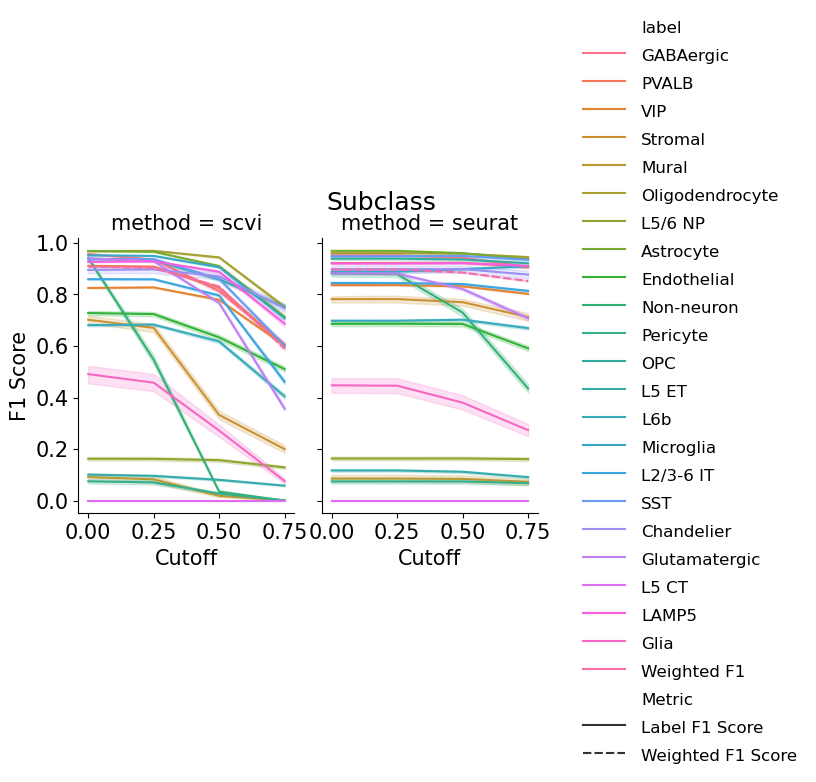 Subclass
method = scvi
method = seurat
F1 Score
1.0
0.8
0.6
0.4
0.2
0.0
0.00 0.25 0.50 0.75
0.00 0.25 0.50 0.75
Cutoff
Cutoff
label
GABAergic
PVALB
VIP
Stromal
Mural
Oligodendrocyte
L5/6 NP
Astrocyte
Endothelial
Non-neuron
Pericyte
OPC
L5 ET
L6b
Microglia
L2/3-6 IT
SST
Chandelier
Glutamatergic
L5 CT
LAMP5
Glia
Weighted F1
Metric
Label F1 Score
Weighted F1 Score